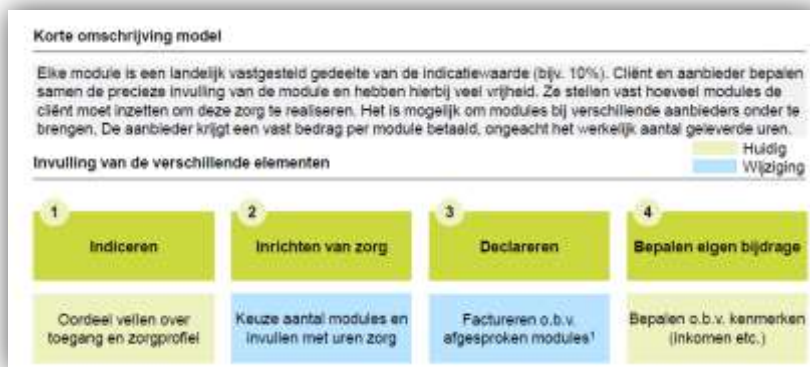 Korte omschrijving model
Elke module is een landelijk vastgesteld gedeelte van de indicatiewaarde (bijv. 10%). Cliënt en aanbieder bepalen
samen de precieze invulling van de module en hebben hierbij veel vrijheid. Ze stellen vast hoeveel modules de
cliënt moet inzetten om deze zorg te realiseren. Het is mogelijk om modules bij verschillende aanbieders onder te
brengen. De aanbieder krijgt een vast bedrag per module betaald, ongeacht het werkelijk aantal geleverde uren.
Huidig
Invulling van de verschillende elementen
Wijziging
1
Indiceren
2
Inrichten van zorg
3
Declareren
4
Bepalen eigen bijdrage
Oordeel vellen over
toegang en zorgprofiel
Keuze aantal modules en
invullen met uren zorg
Factureren o.b.v.
afgesproken modules¹
Bepalen o.b.v. kenmerken
(inkomen etc.)